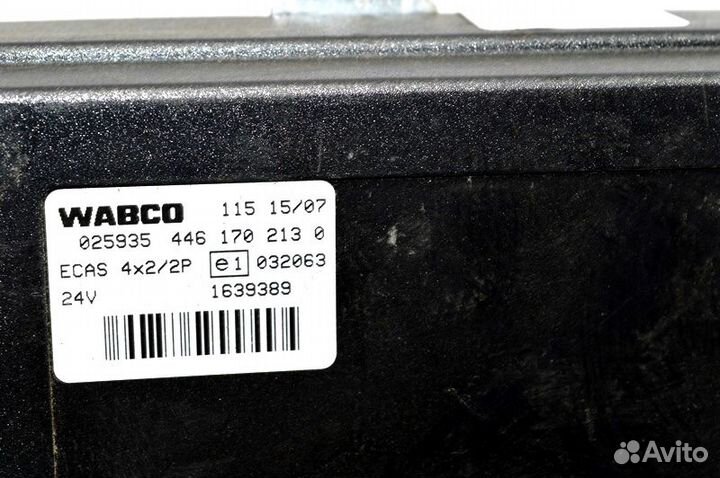 WABCO 115 15/07
025935 446 170 213 0
ECAS 4x2/2P e1 032063
24V 1639389
Avito